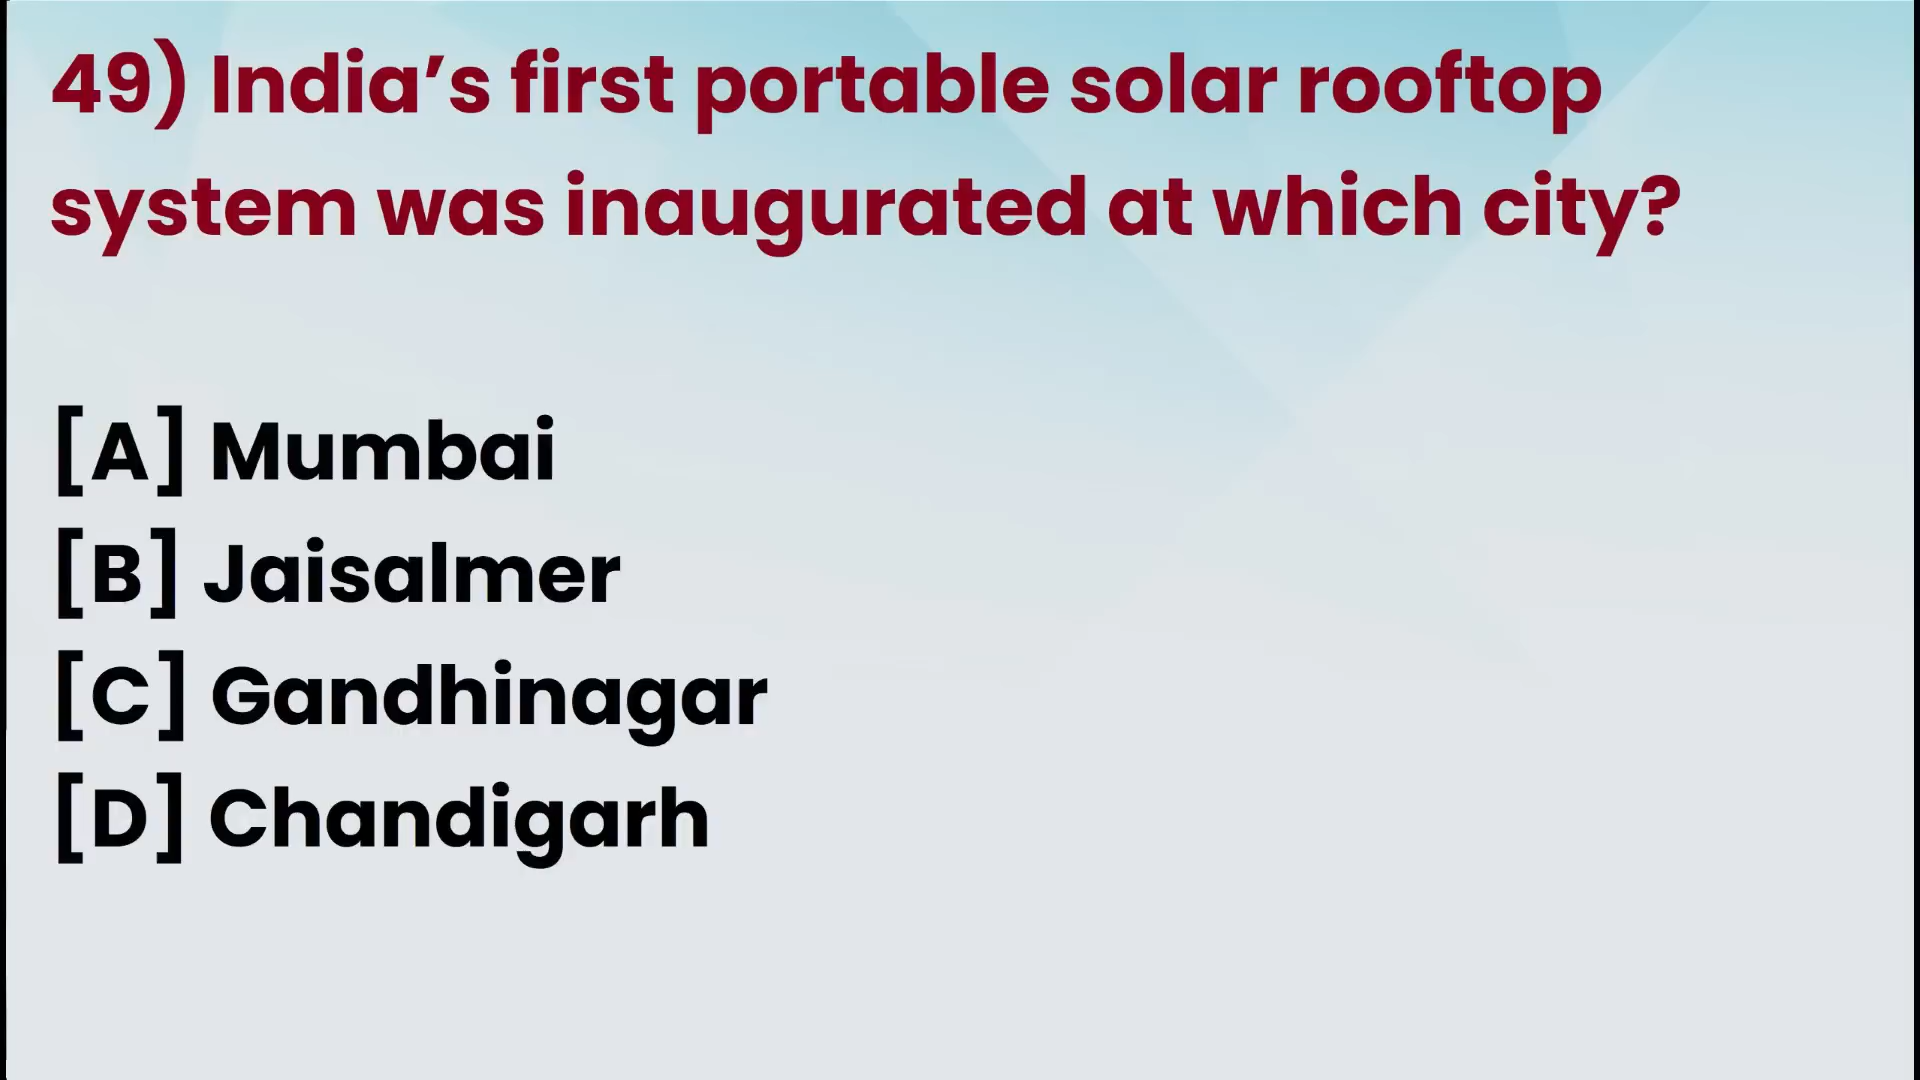 49) India’s first portable solar rooftop
system was inaugurated at which city?
[A] Mumbai
[B] Jaisalmer
[C] Gandhinagar
[D] Chandigarh